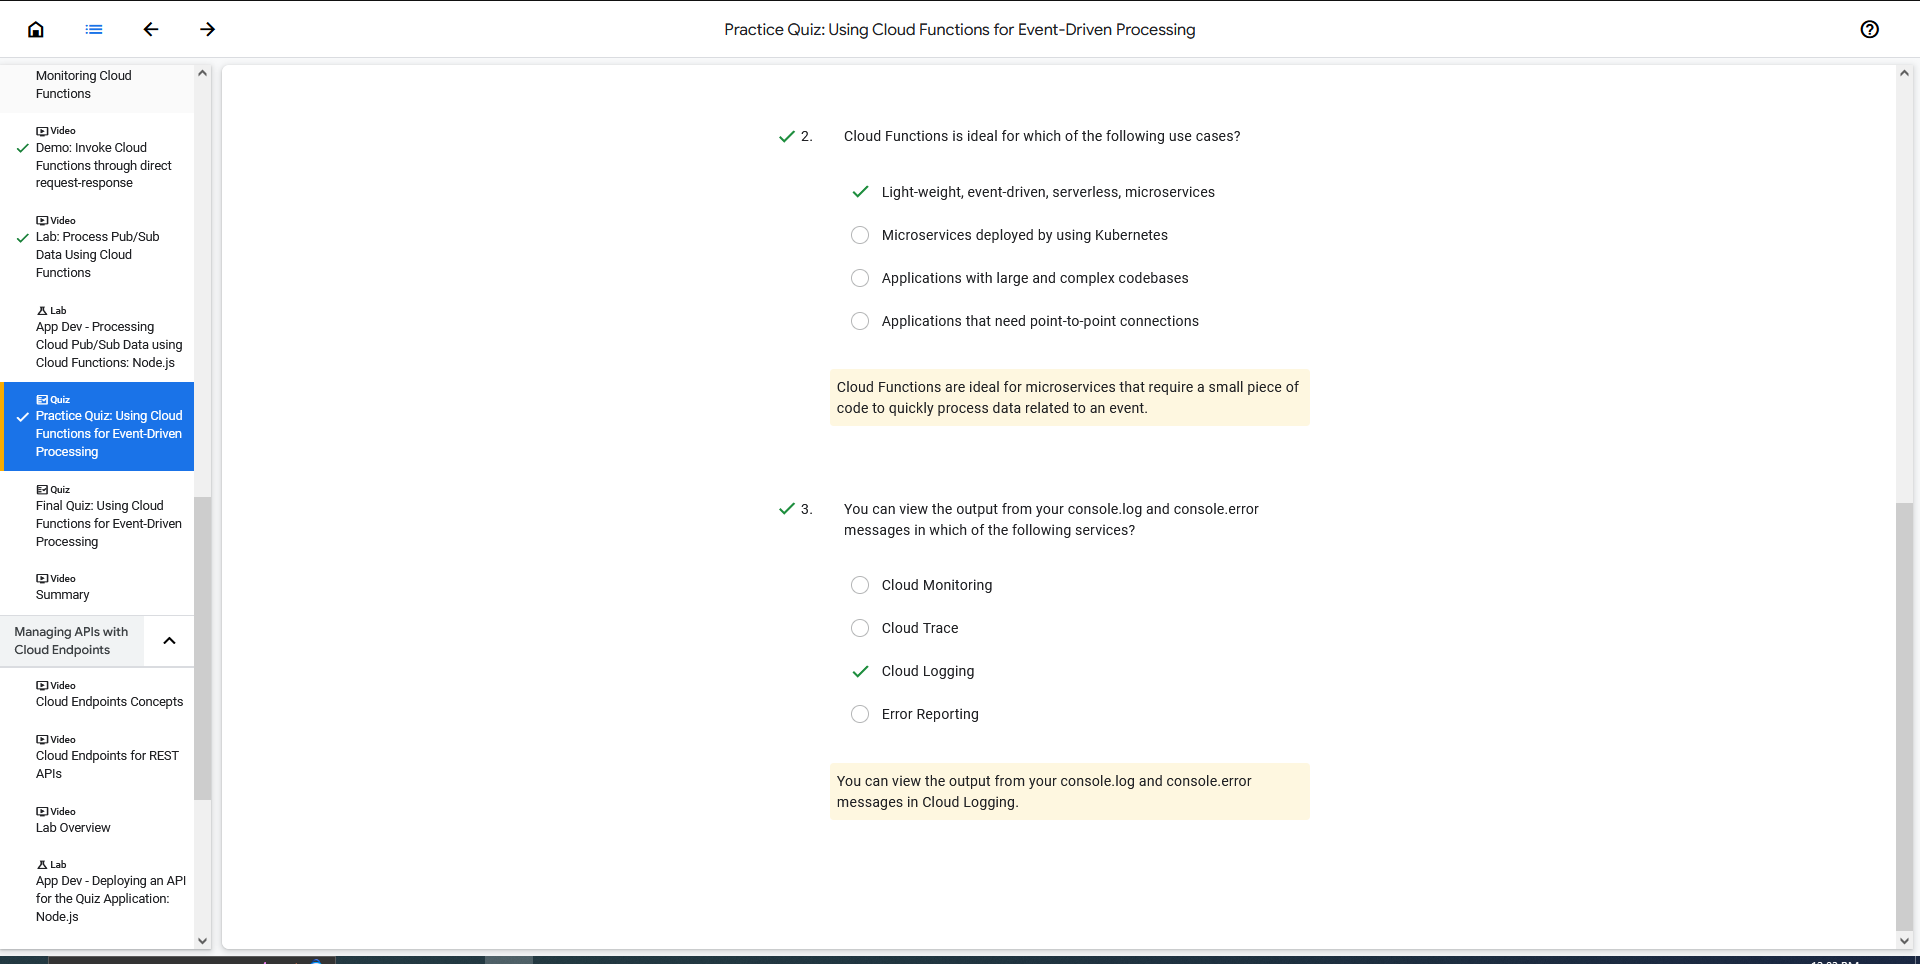 Practice Quiz: Using Cloud Functions for Event-Driven Processing
Monitoring Cloud
Functions
Video
Demo: Invoke Cloud
Functions through direct
request-response
Video
Lab: Process Pub/Sub
Data Using Cloud
Functions
Lab
App Dev - Processing
Cloud Pub/Sub Data using
Cloud Functions: Node.js
Quiz
Practice Quiz: Using Cloud
Functions for Event-Driven
Processing
Quiz
Final Quiz: Using Cloud
Functions for Event-Driven
Processing
Video
Summary
Managing APIs with
Cloud Endpoints
Video
Cloud Endpoints Concepts
Video
Cloud Endpoints for REST
APIs
Video
Lab Overview
Lab
App Dev - Deploying an API
for the Quiz Application:
Node.js
2. Cloud Functions is ideal for which of the following use cases?
Light-weight, event-driven, serverless, microservices
Microservices deployed by using Kubernetes
Applications with large and complex codebases
Applications that need point-to-point connections
Cloud Functions are ideal for microservices that require a small piece of
code to quickly process data related to an event.
3. You can view the output from your console.log and console.error
messages in which of the following services?
Cloud Monitoring
Cloud Trace
Cloud Logging
Error Reporting
You can view the output from your console.log and console.error
messages in Cloud Logging.